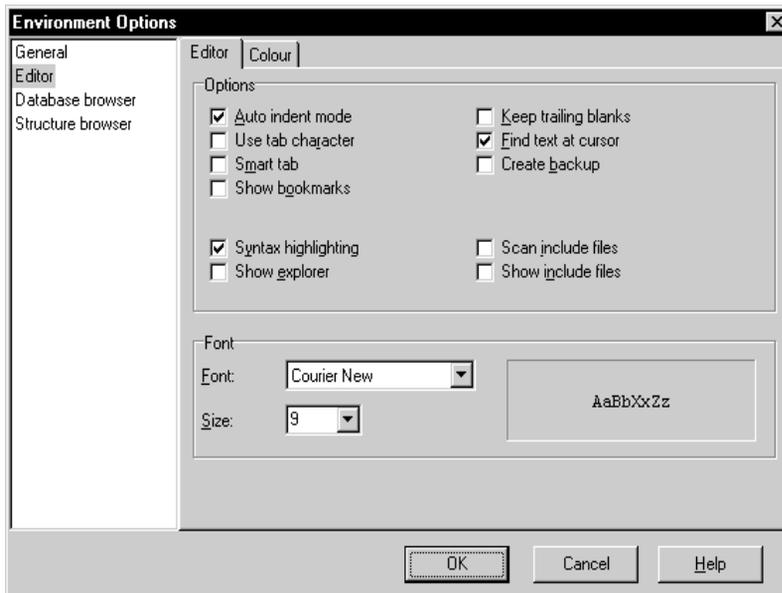 Environment Options
General
Editor
Database browser
Structure browser
Editor
Colour
Options
Auto indent mode
Use tab character
Smart tab
Show bookmarks
Keep trailing blanks
Find text at cursor
Create backup
Syntax highlighting
Show explorer
Scan include files
Show include files
Font
Font:
Courier New
Size:
9
AaBbXxZz
OK
Cancel
Help